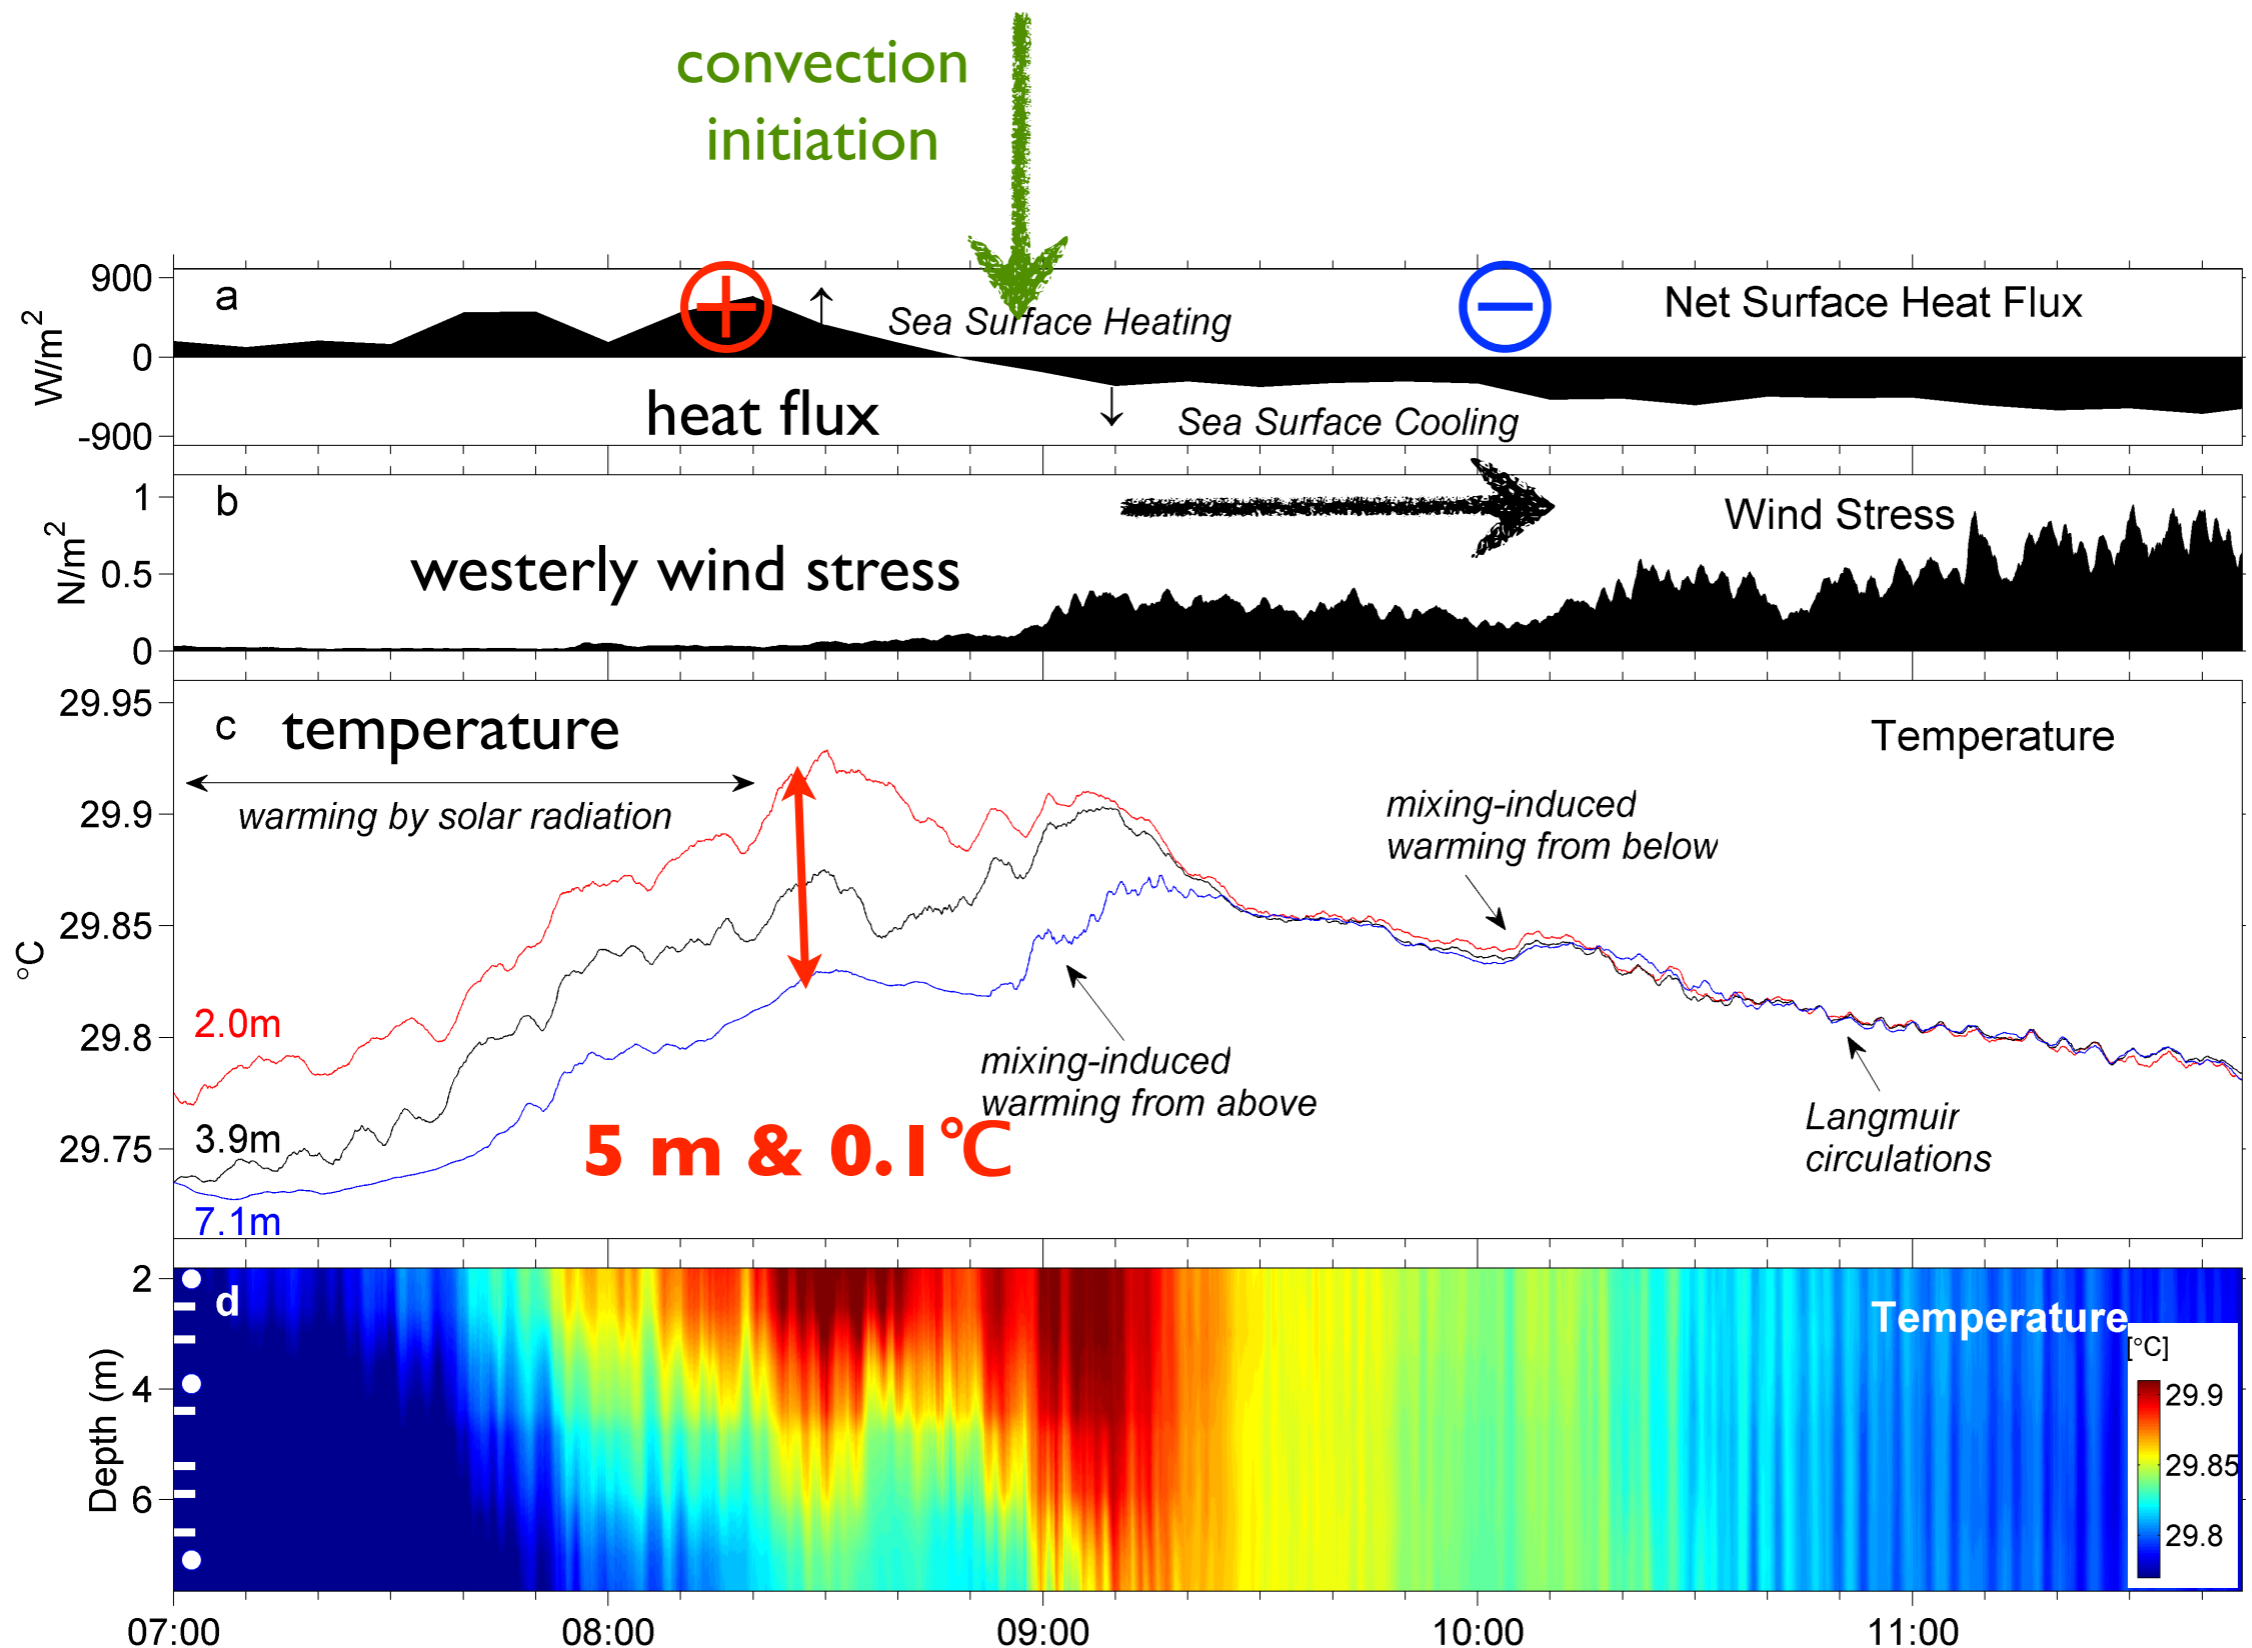 convection
initiation
900
0
-900
W/m²
a
Sea Surface Heating
Net Surface Heat Flux
heat flux
Sea Surface Cooling
1
0.5
0
N/m²
b
Wind Stress
westerly wind stress
29.95
29.9
29.85
29.8
29.75
°C
c
temperature
Temperature
warming by solar radiation
mixing-induced
warming from below
2.0m
3.9m
7.1m
mixing-induced
warming from above
5 m & 0.1°C
Langmuir
circulations
2
4
6
Depth (m)
d
Temperature
[°C]
29.9
29.85
29.8
07:00
08:00
09:00
10:00
11:00